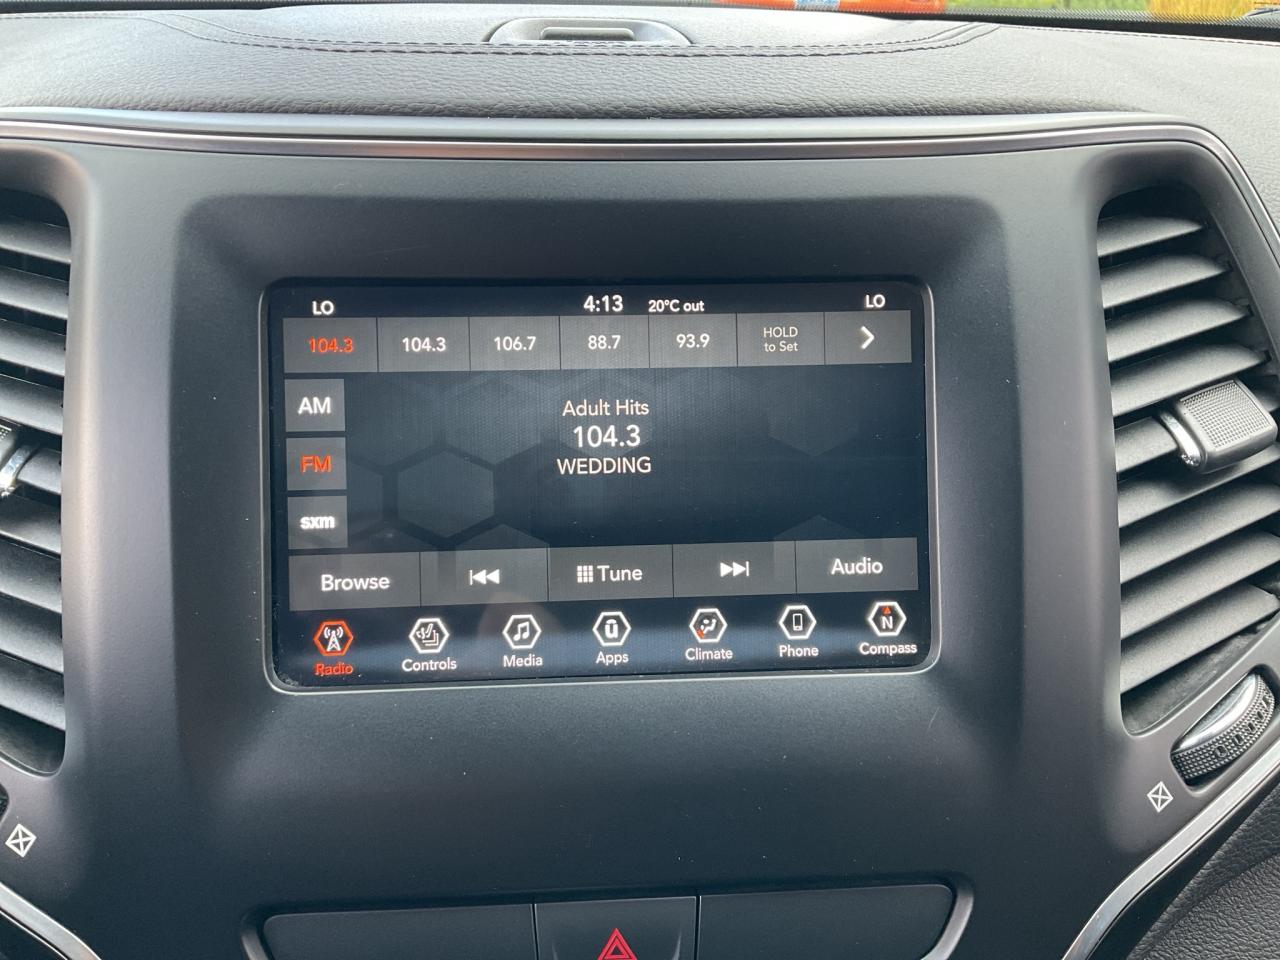 LO 4:13 20°C out LO
104.3 104.3 106.7 88.7 93.9 HOLD
to Set
AM
Adult Hits
104.3
FM
WEDDING
sxm
Browse Tune Audio
N
Radio Controls Media Apps Climate Phone Compass